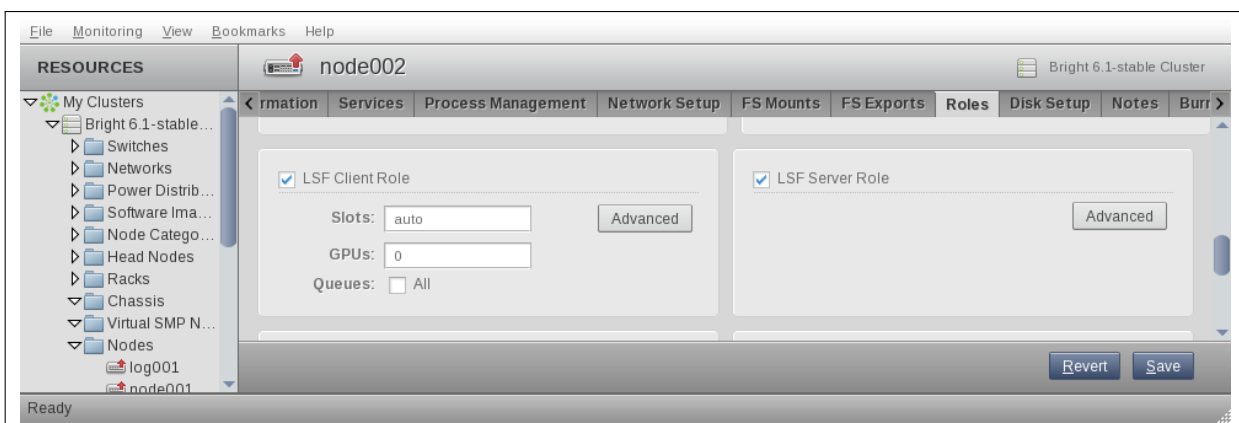 File Monitoring View Bookmarks Help
RESOURCES
node002
Bright 6.1-stable Cluster
My Clusters
Bright 6.1-stable...
Switches
Networks
Power Distrib...
Software Ima...
Node Catego...
Head Nodes
Racks
Chassis
Virtual SMP N...
Nodes
log001
node001
rmation Services Process Management Network Setup FS Mounts FS Exports Roles Disk Setup Notes Burr
LSF Client Role
Slots: auto Advanced
GPUs: 0
Queues: All
LSF Server Role
Advanced
Revert Save
Ready